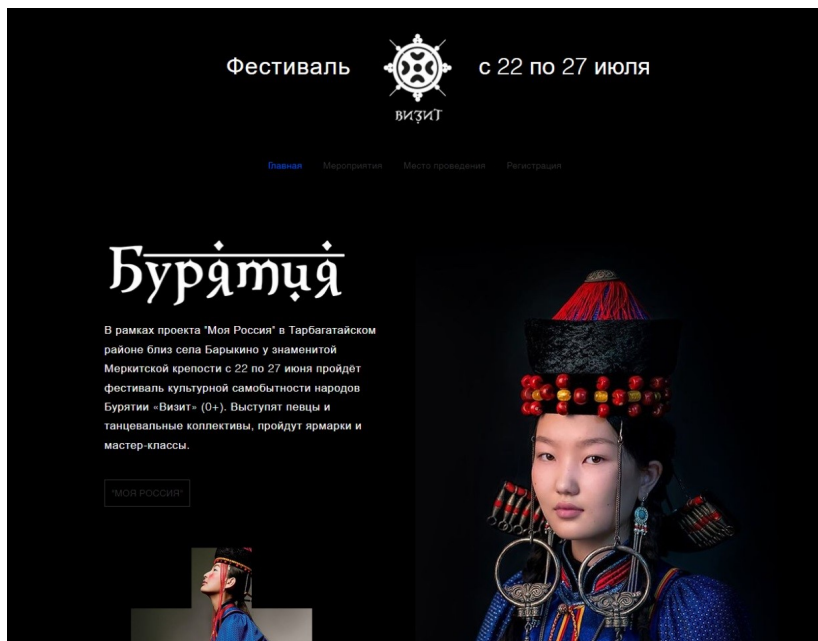 Фестиваль
ВИЗИТ
с 22 по 27 июля
Главная Мероприятия Место проведения Регистрация
Бурятия
В рамках проекта "Моя Россия" в Тарбагатайском
районе близ села Барыкино у знаменитой
Меркитской крепости с 22 по 27 июня пройдёт
фестиваль культурной самобытности народов
Бурятии «Визит» (0+). Выступят певцы и
танцевальные коллективы, пройдут ярмарки и
мастер-классы.
"МОЯ РОССИЯ"